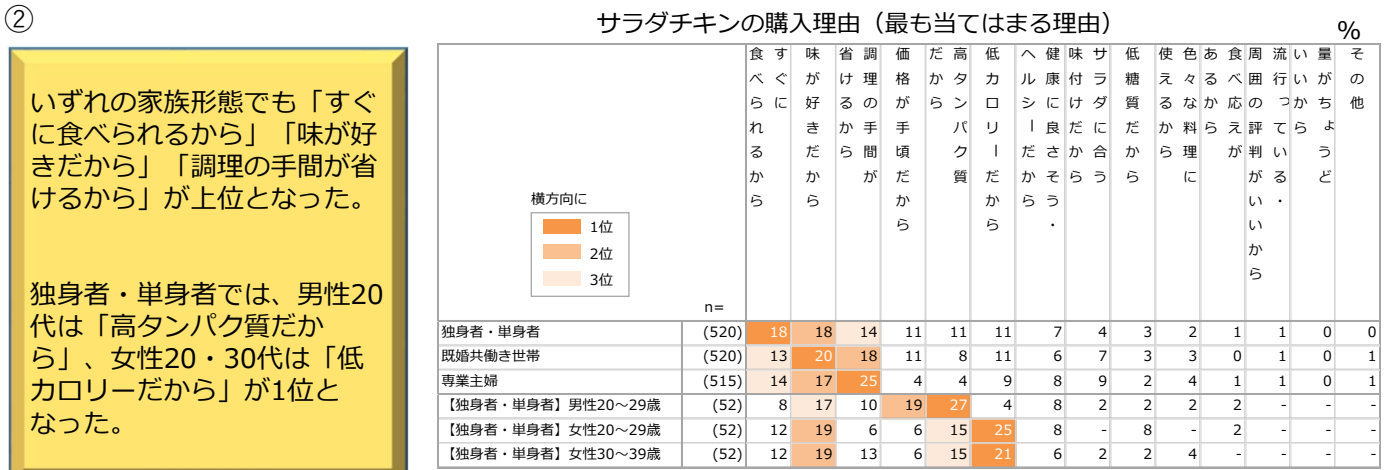 ②
サラダチキンの購入理由（最も当てはまる理由）
%
いずれの家族形態でも「すぐ
に食べられるから」「味が好
きだから」「調理の手間が省
けるから」が上位となった。
独身者・単身者では、男性20
代は「高タンパク質だか
ら」、女性20・30代は「低
カロリーだから」が1位と
なった。
横方向に
1位
2位
3位
n=
すぐに
食べられるから
味が好きだから
調理の手間が
省けるから
価格が手頃だから
高タンパク質
だから
低カロリーだから
健康に良さそう・
ヘルシーだから
サラダに合う
味付けだから
低糖質だから
色々な料理に
使えるから
食べ応えが
あるから
流行っている・
周囲の評判がいいから
量がちょうど
いいから
その他
独身者・単身者 (520) 18 18 14 11 11 11 7 4 3 2 1 1 0 0
既婚共働き世帯 (520) 13 20 18 11 8 11 6 7 3 3 0 1 0 1
専業主婦 (515) 14 17 25 4 4 9 8 9 2 4 1 1 0 1
【独身者・単身者】男性20～29歳 (52) 8 17 10 19 27 4 8 2 2 2 2 - - -
【独身者・単身者】女性20～29歳 (52) 12 19 6 6 15 25 8 - 8 - 2 - - -
【独身者・単身者】女性30～39歳 (52) 12 19 13 6 15 21 6 2 2 4 - - - -